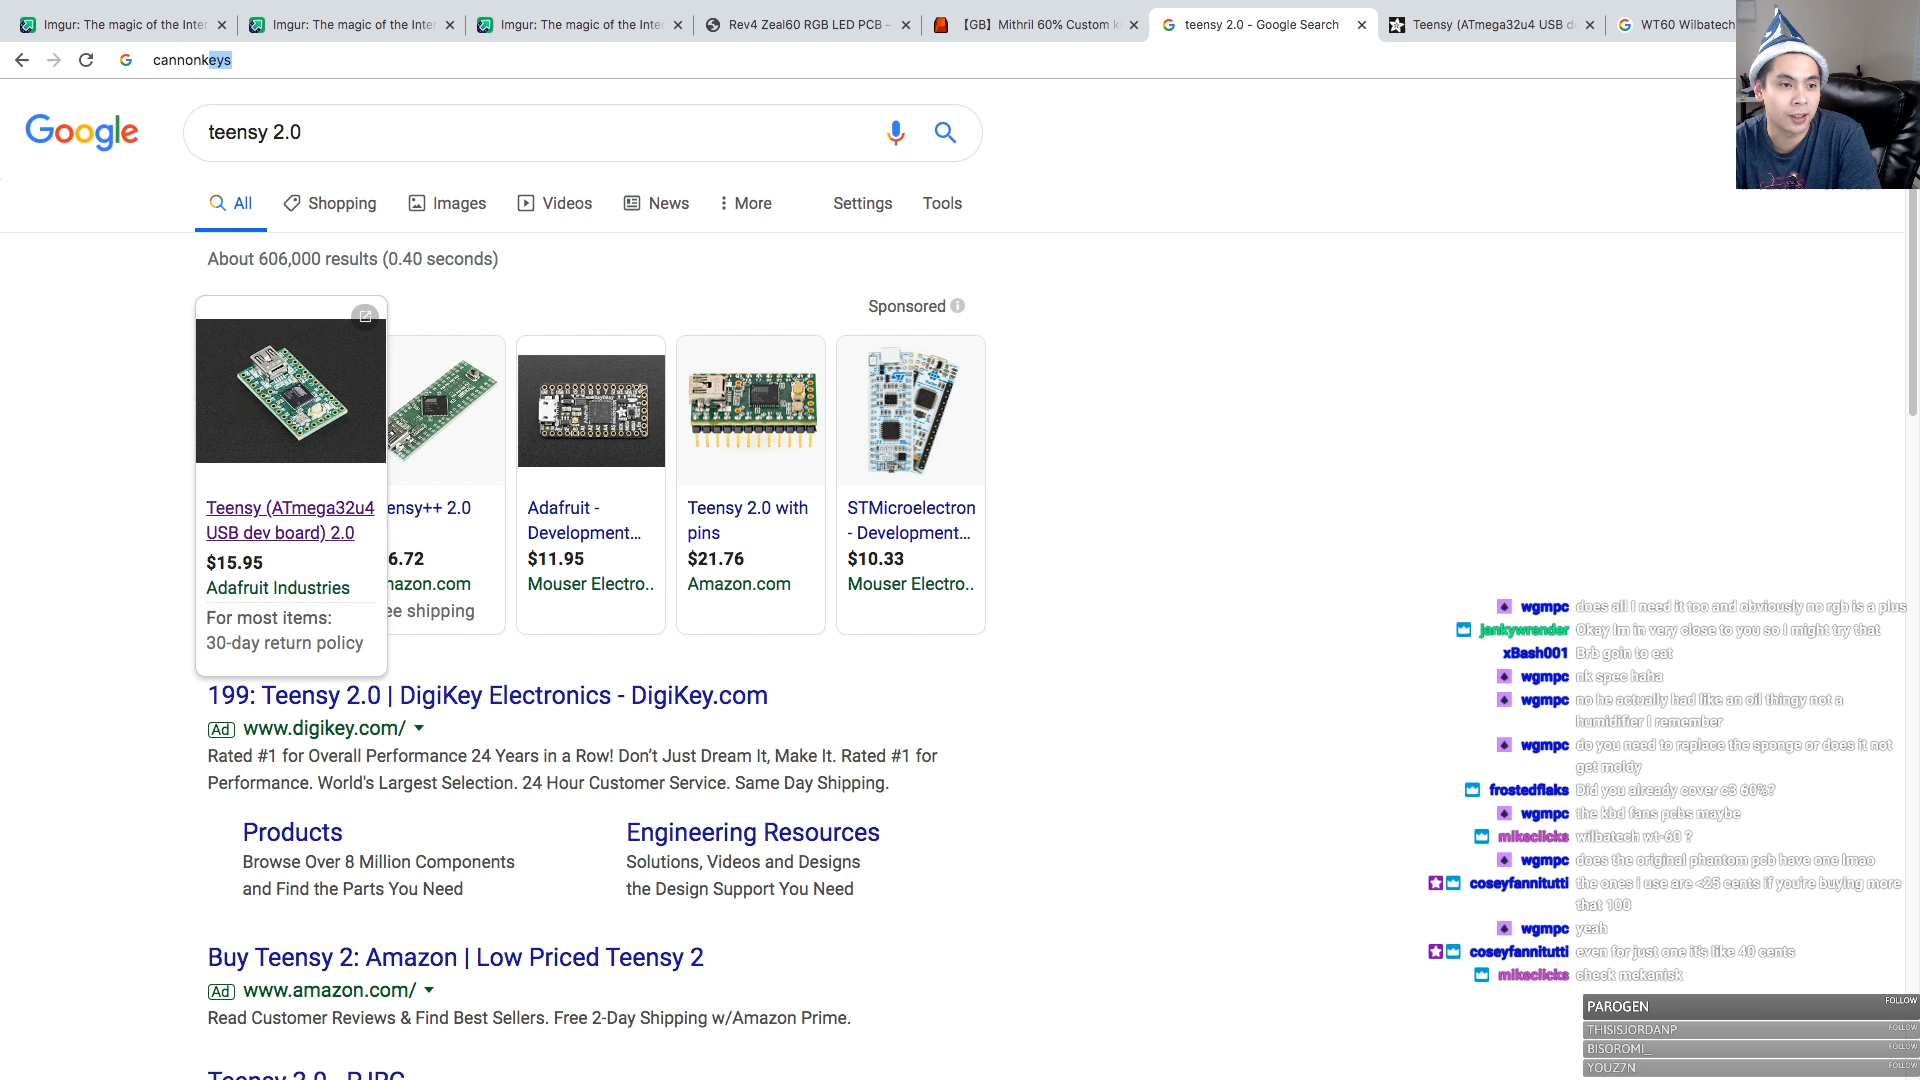 Imgur: The magic of the Inter
Imgur: The magic of the Inter
Imgur: The magic of the Inter
Rev4 Zeal60 RGB LED PCB –
【GB】Mithril 60% Custom k
teensy 2.0 - Google Search
Teensy (ATmega32u4 USB d
WT60 Wilbatech
cannonkeys
Google
teensy 2.0
All
Shopping
Images
Videos
News
More
Settings
Tools
About 606,000 results (0.40 seconds)
Sponsored
Teensy (ATmega32u4
USB dev board) 2.0
$15.95
Adafruit Industries
For most items:
30-day return policy
ensy++ 2.0
6.72
nazon.com
ee shipping
Adafruit -
Development...
$11.95
Mouser Electro..
Teensy 2.0 with
pins
$21.76
Amazon.com
STMicroelectron
- Development...
$10.33
Mouser Electro..
199: Teensy 2.0 | DigiKey Electronics - DigiKey.com
Ad www.digikey.com/
Rated #1 for Overall Performance 24 Years in a Row! Don't Just Dream It, Make It. Rated #1 for
Performance. World's Largest Selection. 24 Hour Customer Service. Same Day Shipping.
Products
Browse Over 8 Million Components
and Find the Parts You Need
Engineering Resources
Solutions, Videos and Designs
the Design Support You Need
Buy Teensy 2: Amazon | Low Priced Teensy 2
Ad www.amazon.com/
Read Customer Reviews & Find Best Sellers. Free 2-Day Shipping w/Amazon Prime.
Teensy 2.0 - PJRC
wgmpc does all I need it too and obviously no rgb is a plus
jankywrender Okay Im in very close to you so I might try that
xBash001 Brb goin to eat
wgmpc nk spec haha
wgmpc no he actually had like an oil thingy not a
humidifier I remember
wgmpc do you need to replace the sponge or does it not
get moldy
frostedflaks Did you already cover c3 60%?
wgmpc the kbd fans pcbs maybe
mikeclicks wilbatech wt-60 ?
wgmpc does the original phantom pcb have one lmao
coseyfannitutti the ones i use are <25 cents if you're buying more
that 100
wgmpc yeah
coseyfannitutti even for just one it's like 40 cents
mikeclicks check mekanisk
PAROGEN FOLLOW
THISISJORDANP FOLLOW
BISOROMI_ FOLLOW
YOUZ7N FOLLOW